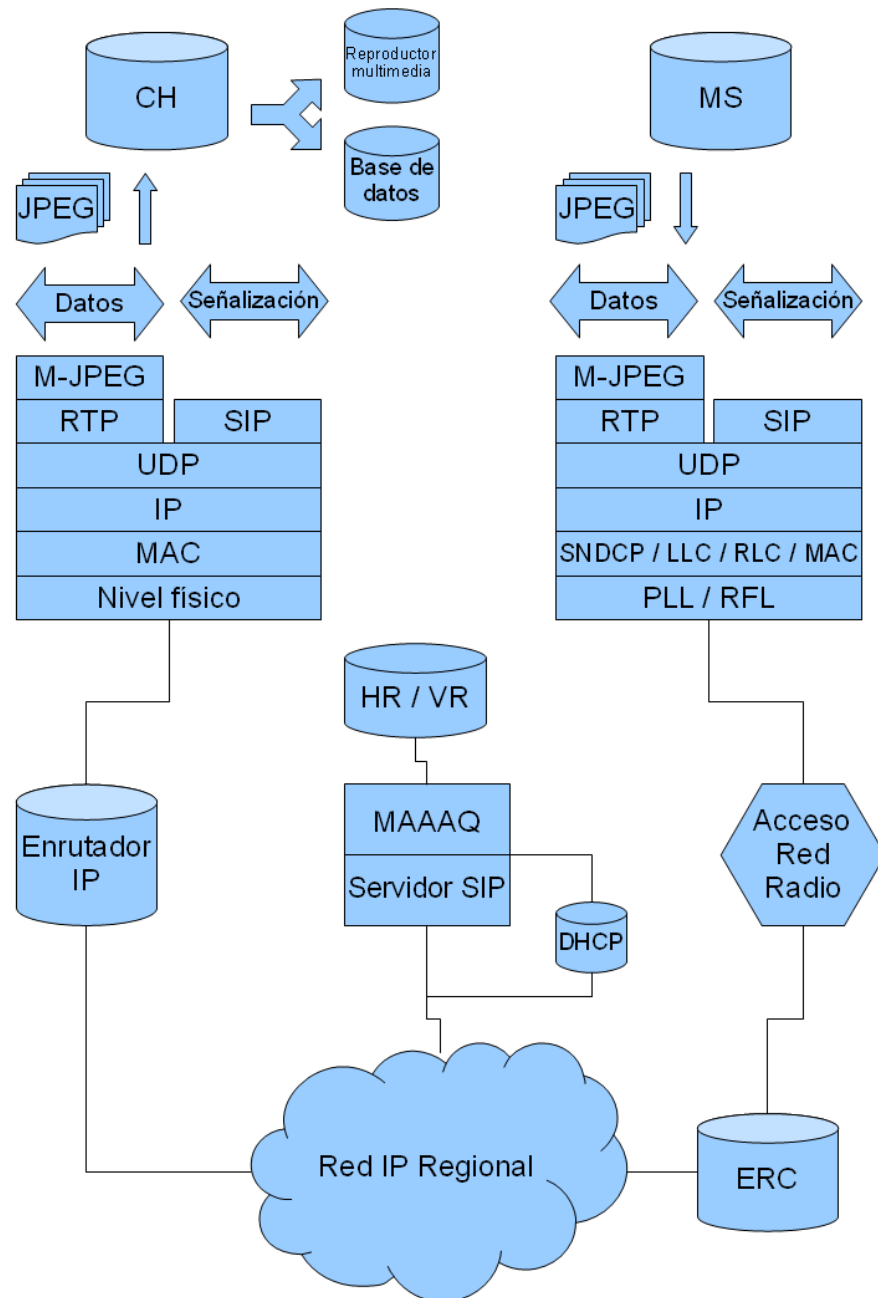 Reproductor
multimedia
CH
MS
Base de
datos
JPEG
JPEG
Datos
Señalización
Datos
Señalización
M-JPEG
M-JPEG
RTP
SIP
RTP
SIP
UDP
UDP
IP
IP
MAC
SNDCP / LLC / RLC / MAC
Nivel físico
PLL / RFL
HR / VR
Enrutador
IP
MAAAQ
Servidor SIP
DHCP
Acceso
Red
Radio
Red IP Regional
ERC